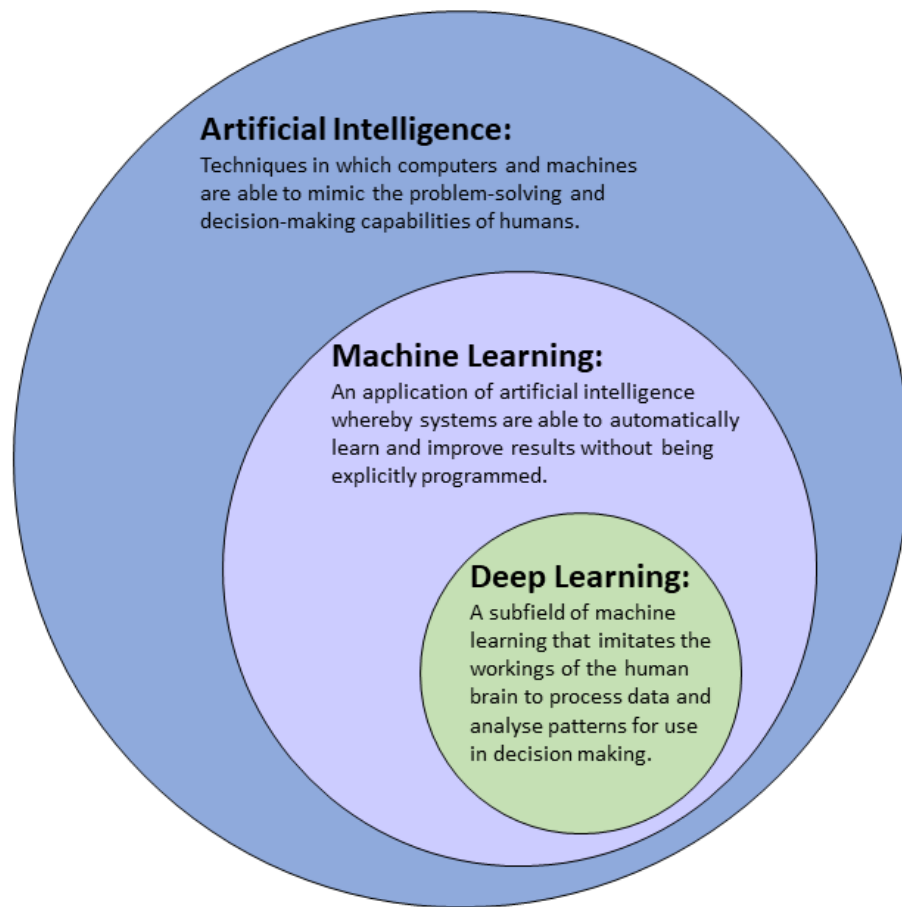 Artificial Intelligence:
Techniques in which computers and machines
are able to mimic the problem-solving and
decision-making capabilities of humans.
Machine Learning:
An application of artificial intelligence
whereby systems are able to automatically
learn and improve results without being
explicitly programmed.
Deep Learning:
A subfield of machine
learning that imitates the
workings of the human
brain to process data and
analyse patterns for use
in decision making.